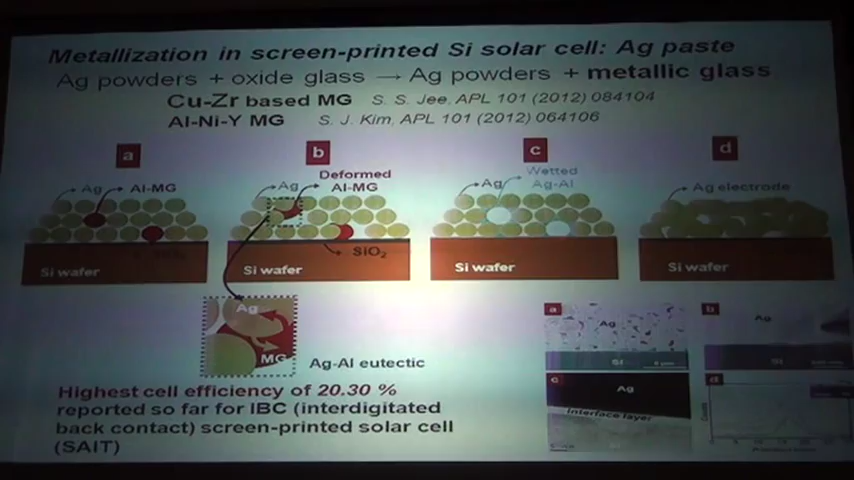 Metallization in screen-printed Si solar cell: Ag paste
Ag powders + oxide glass → Ag powders + metallic glass
Cu-Zr based MG S. S. Jee, APL 101 (2012) 084104
Al-Ni-Y MG S. J. Kim, APL 101 (2012) 064106
a
Ag Al-MG
Si wafer
b
Ag Deformed
Al-MG
SiO2
Si wafer
c
Ag Wetted
Ag-Al
Si wafer
d
Ag electrode
Si wafer
Ag
MG
Ag-Al eutectic
Highest cell efficiency of 20.30 %
reported so far for IBC (interdigitated
back contact) screen-printed solar cell
(SAIT)
a
Ag
Si
b
Ag
Si
c
Ag
interface layer
d